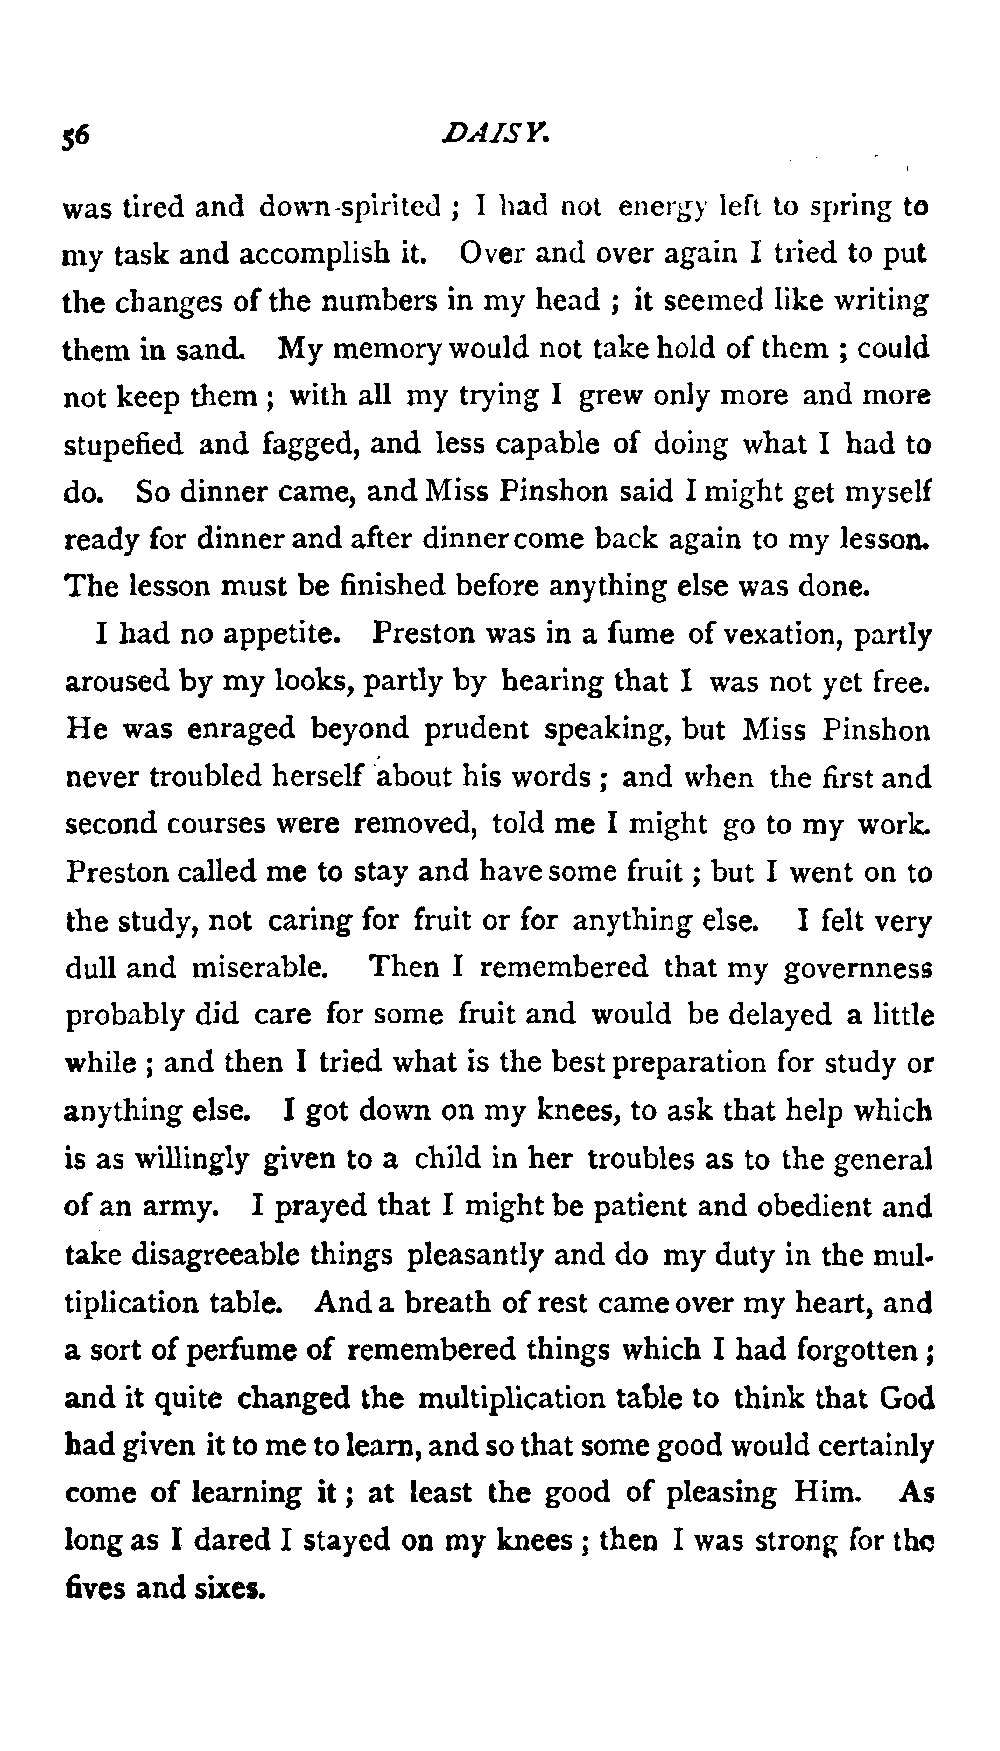 56 DAISY.
was tired and down-spirited ; I had not energy left to spring to
my task and accomplish it. Over and over again I tried to put
the changes of the numbers in my head ; it seemed like writing
them in sand. My memory would not take hold of them ; could
not keep them ; with all my trying I grew only more and more
stupefied and fagged, and less capable of doing what I had to
do. So dinner came, and Miss Pinshon said I might get myself
ready for dinner and after dinner come back again to my lesson.
The lesson must be finished before anything else was done.
I had no appetite. Preston was in a fume of vexation, partly
aroused by my looks, partly by hearing that I was not yet free.
He was enraged beyond prudent speaking, but Miss Pinshon
never troubled herself about his words ; and when the first and
second courses were removed, told me I might go to my work.
Preston called me to stay and have some fruit ; but I went on to
the study, not caring for fruit or for anything else. I felt very
dull and miserable. Then I remembered that my governness
probably did care for some fruit and would be delayed a little
while ; and then I tried what is the best preparation for study or
anything else. I got down on my knees, to ask that help which
is as willingly given to a child in her troubles as to the general
of an army. I prayed that I might be patient and obedient and
take disagreeable things pleasantly and do my duty in the mul-
tiplication table. And a breath of rest came over my heart, and
a sort of perfume of remembered things which I had forgotten ;
and it quite changed the multiplication table to think that God
had given it to me to learn, and so that some good would certainly
come of learning it ; at least the good of pleasing Him. As
long as I dared I stayed on my knees ; then I was strong for the
fives and sixes.